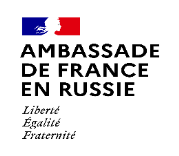 AMBASSADE
DE FRANCE
EN RUSSIE
Liberté
Égalité
Fraternité